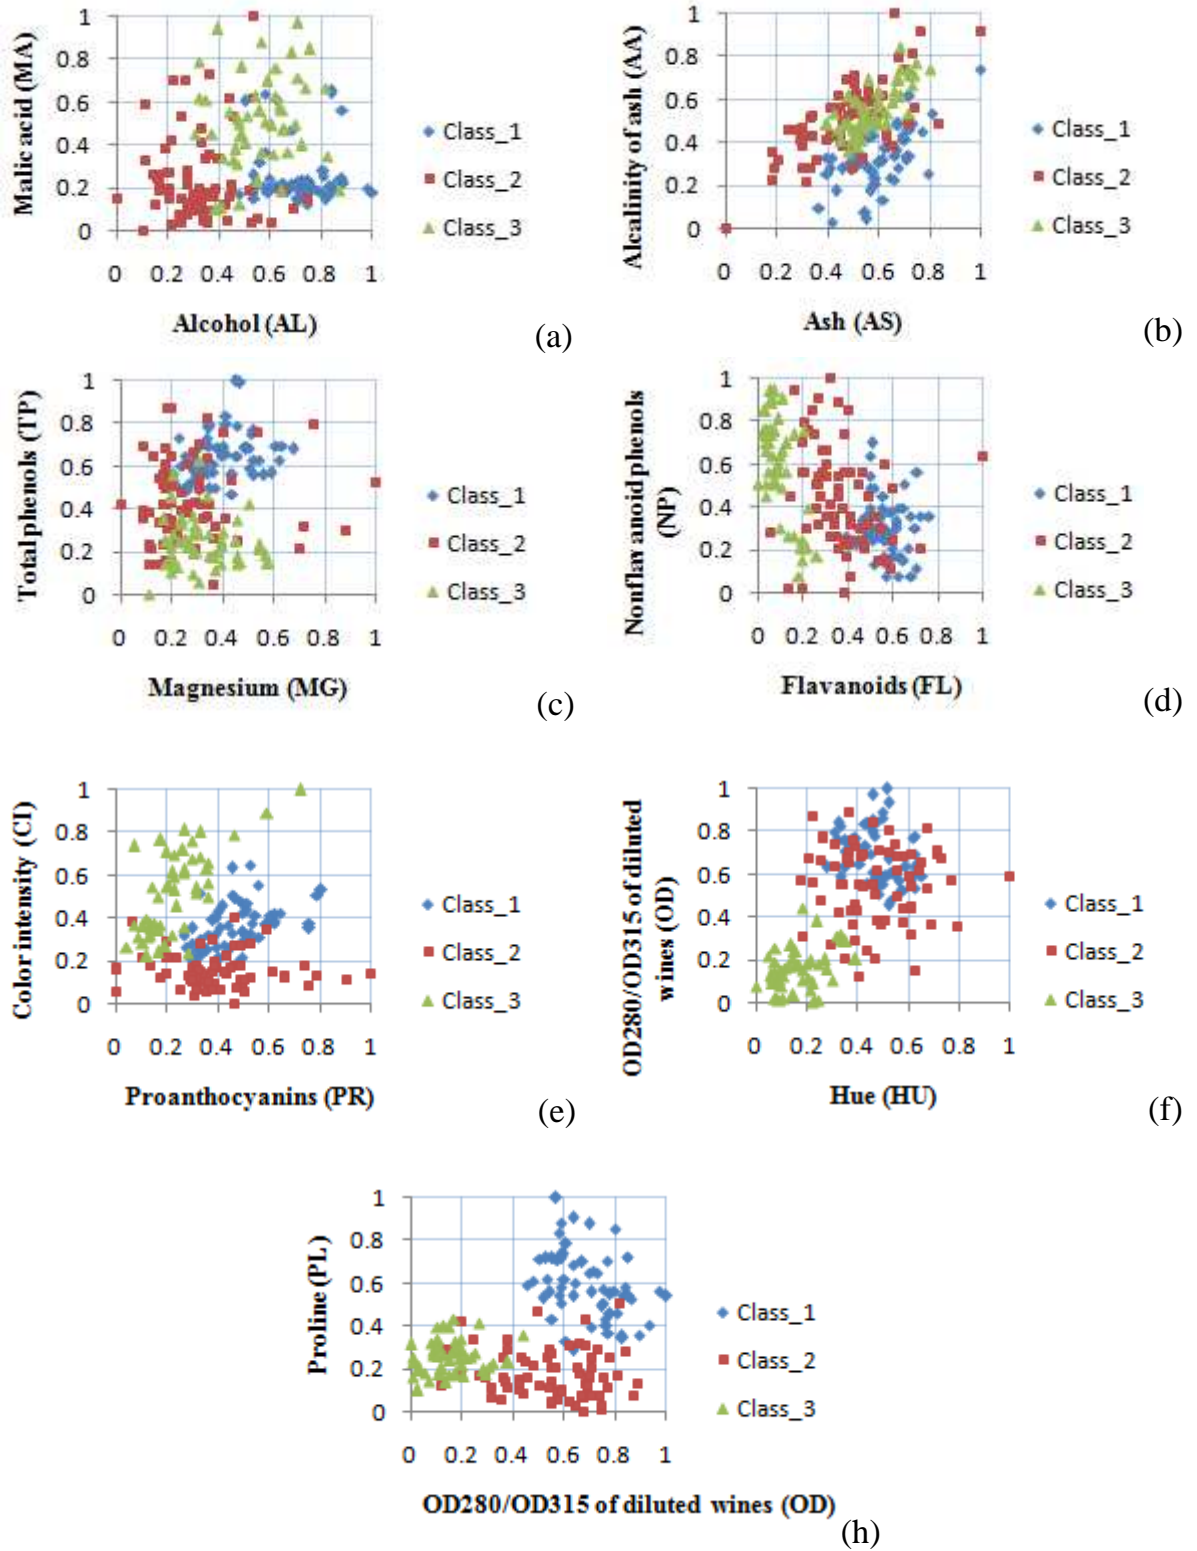 Malic acid (MA)
1
0.8
0.6
0.4
0.2
0
0 0.2 0.4 0.6 0.8 1
Alcohol (AL)
Class_1
Class_2
Class_3
(a)
Alcalinity of ash (AA)
1
0.8
0.6
0.4
0.2
0
0 0.2 0.4 0.6 0.8 1
Ash (AS)
Class_1
Class_2
Class_3
(b)
Totalphenols (TP)
1
0.8
0.6
0.4
0.2
0
0 0.2 0.4 0.6 0.8 1
Magnesium (MG)
Class_1
Class_2
Class_3
(c)
Nonflavanoidphenols
(NP)
1
0.8
0.6
0.4
0.2
0
0 0.2 0.4 0.6 0.8 1
Flavanoids (FL)
Class_1
Class_2
Class_3
(d)
Color intensity (CI)
1
0.8
0.6
0.4
0.2
0
0 0.2 0.4 0.6 0.8 1
Proanthocyanins (PR)
Class_1
Class_2
Class_3
(e)
OD280/OD315 of diluted
wines (OD)
1
0.8
0.6
0.4
0.2
0
0 0.2 0.4 0.6 0.8 1
Hue (HU)
Class_1
Class_2
Class_3
(f)
Proline (PL)
1
0.8
0.6
0.4
0.2
0
0 0.2 0.4 0.6 0.8 1
OD280/OD315 of diluted wines (OD)
Class_1
Class_2
Class_3
(h)